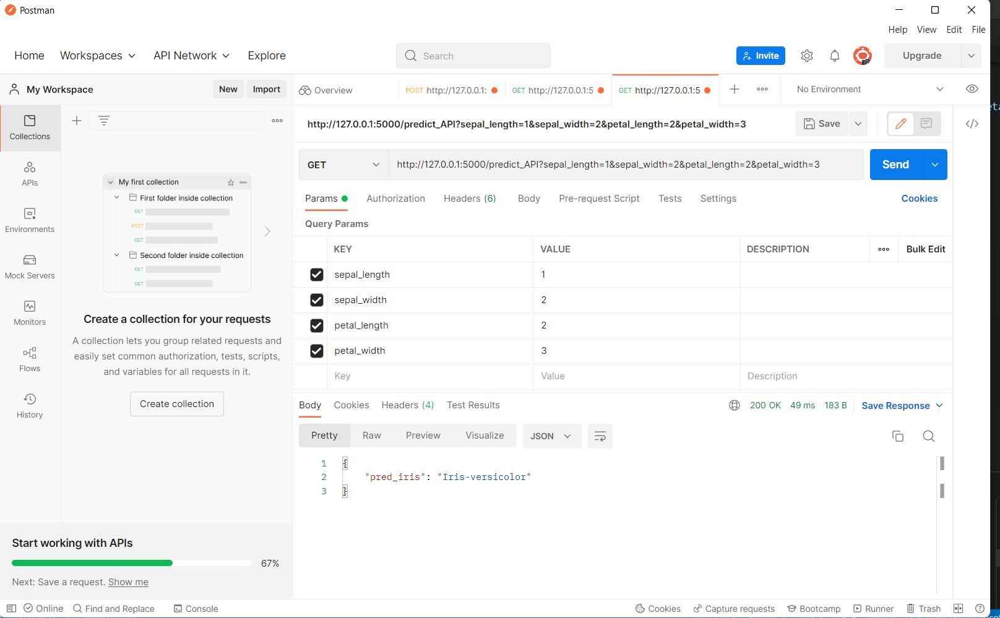 Postman
Help View Edit File
Home Workspaces API Network Explore
Search
Invite
Upgrade
My Workspace New Import
Overview POST http://127.0.0.1: GET http://127.0.0.1:5 GET http://127.0.0.1:5
No Environment
Collections
APIs
Environments
Mock Servers
Monitors
Flows
History
My first collection
First folder inside collection
GET
POST
GET
Second folder inside collection
GET
GET
Create a collection for your requests
A collection lets you group related requests and
easily set common authorization, tests, scripts,
and variables for all requests in it.
Create collection
Start working with APIs
67%
Next: Save a request. Show me
http://127.0.0.1:5000/predict_API?sepal_length=1&sepal_width=2&petal_length=2&petal_width=3
Save
GET http://127.0.0.1:5000/predict_API?sepal_length=1&sepal_width=2&petal_length=2&petal_width=3 Send
Params Authorization Headers (6) Body Pre-request Script Tests Settings Cookies
Query Params
KEY VALUE DESCRIPTION Bulk Edit
sepal_length 1
sepal_width 2
petal_length 2
petal_width 3
Key Value Description
Body Cookies Headers (4) Test Results 200 OK 49 ms 183 B Save Response
Pretty Raw Preview Visualize JSON
1 {
2 "pred_iris": "Iris-versicolor"
3 }
Online Find and Replace Console Cookies Capture requests Bootcamp Runner Trash